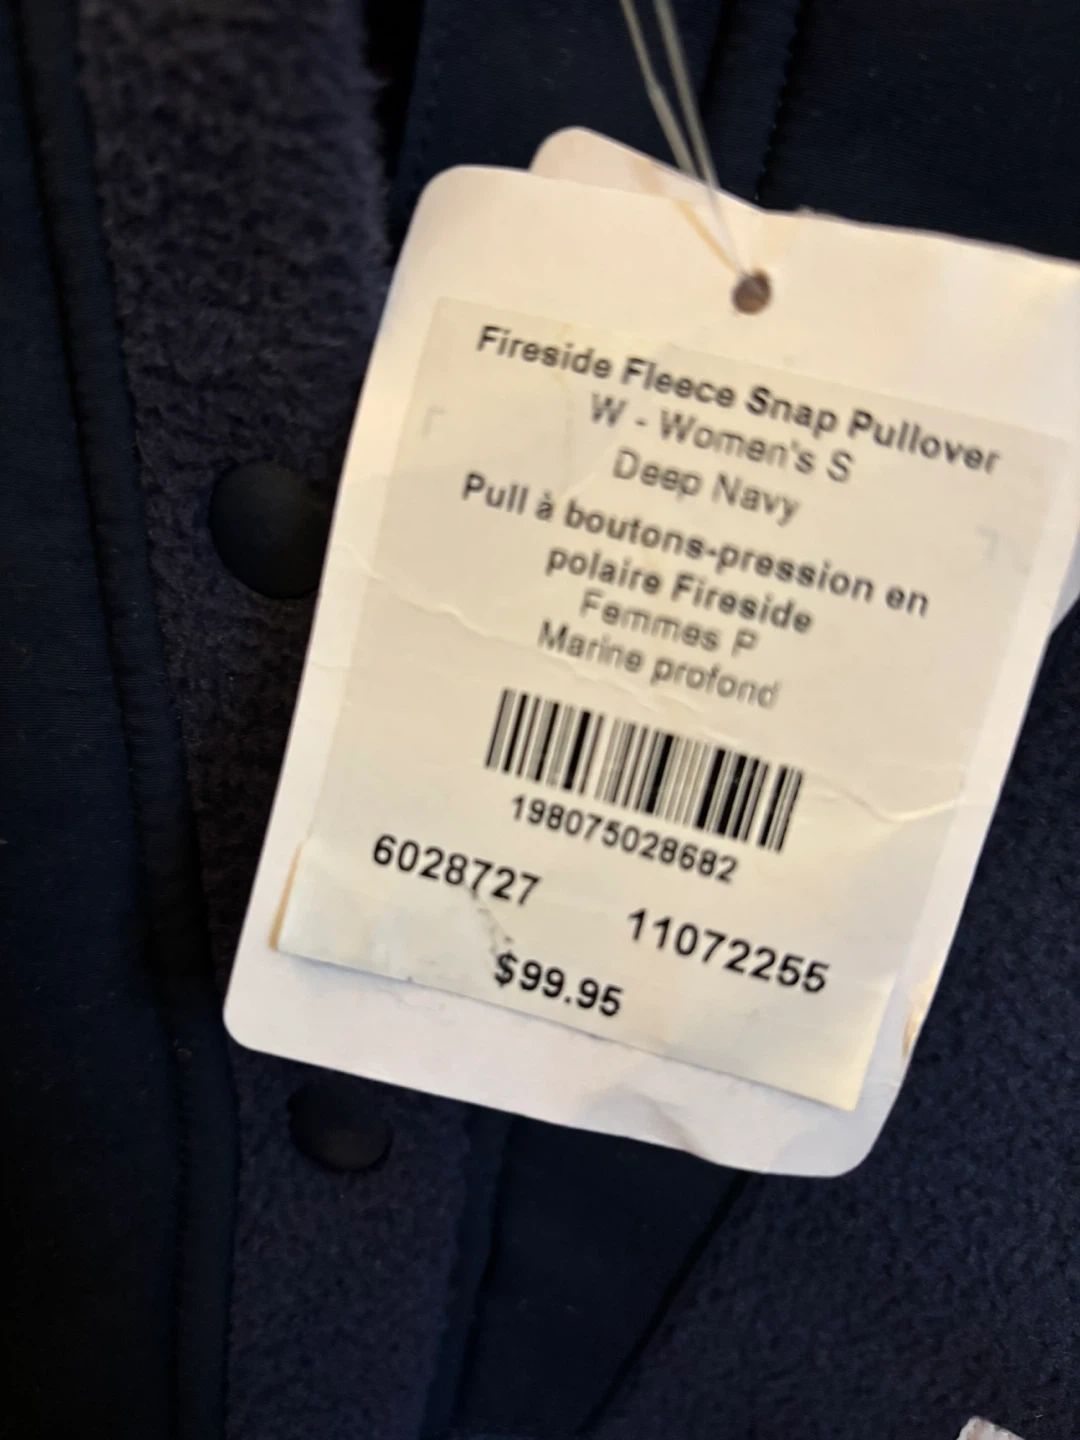 Fireside Fleece Snap Pullover
W - Women's S
Deep Navy
Pull à boutons-pression en
polaire Fireside
Femmes P
Marine profond
198075028682
6028727
11072255
$99.95